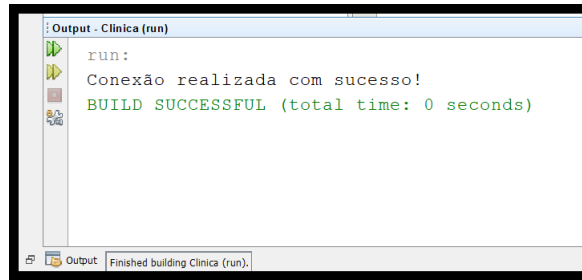 Output - Clinica (run)
run:
Conexão realizada com sucesso!
BUILD SUCCESSFUL (total time: 0 seconds)
Output
Finished building Clinica (run).